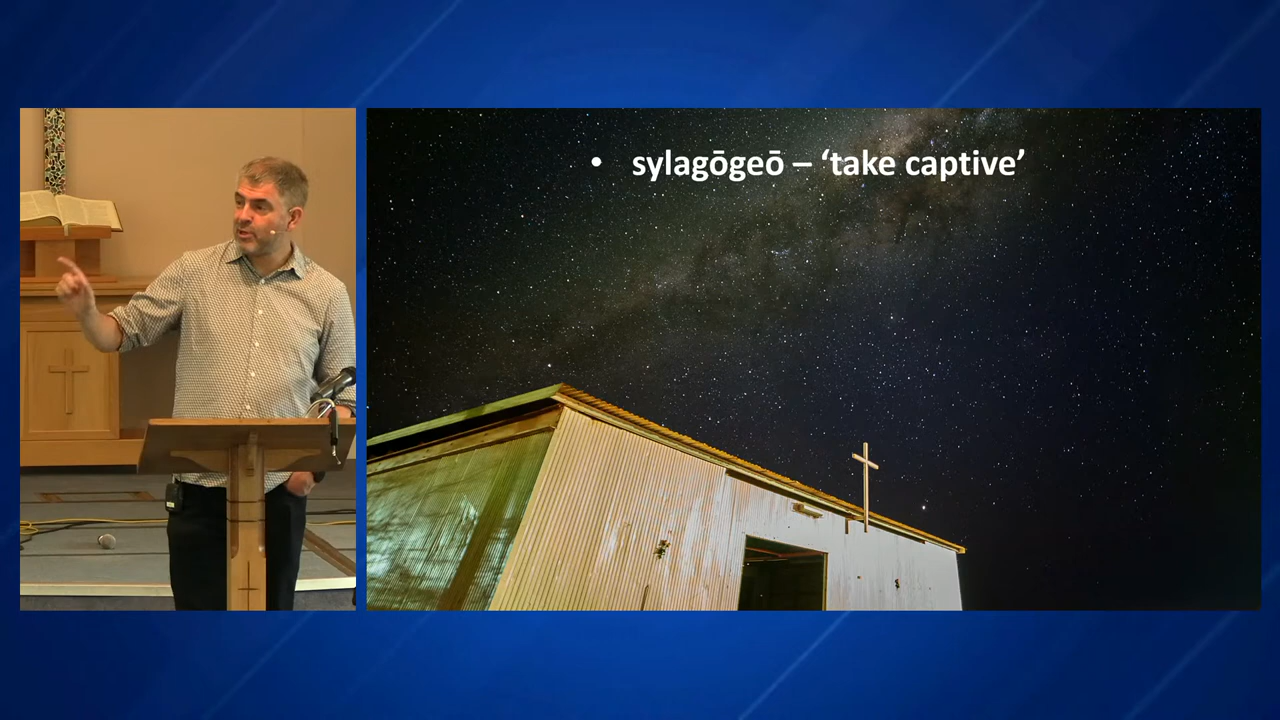 • sylagōgeō – ‘take captive’